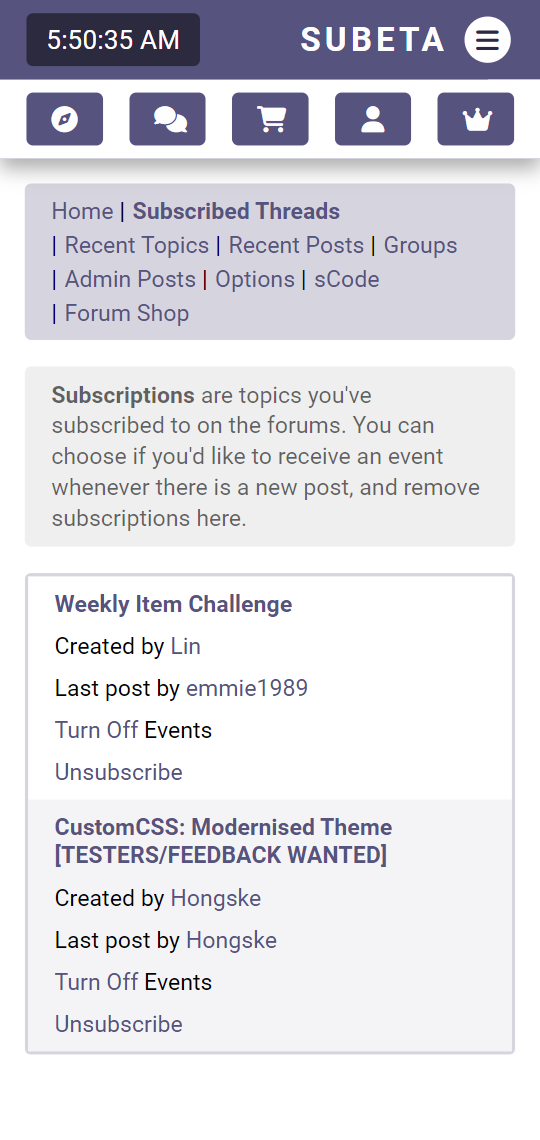 5:50:35 AM
SUBETA
Home | Subscribed Threads
| Recent Topics | Recent Posts | Groups
| Admin Posts | Options | sCode
| Forum Shop
Subscriptions are topics you've
subscribed to on the forums. You can
choose if you'd like to receive an event
whenever there is a new post, and remove
subscriptions here.
Weekly Item Challenge
Created by Lin
Last post by emmie1989
Turn Off Events
Unsubscribe
CustomCSS: Modernised Theme
[TESTERS/FEEDBACK WANTED]
Created by Hongske
Last post by Hongske
Turn Off Events
Unsubscribe